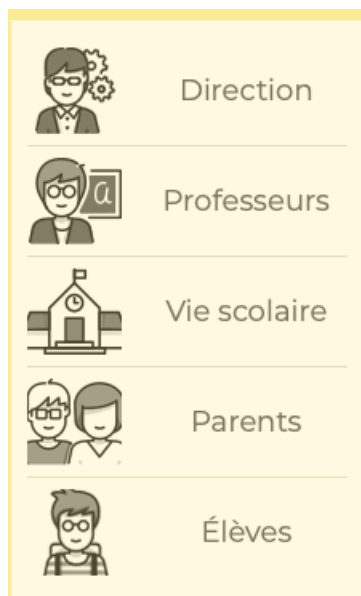 Direction
a
Professeurs
Vie scolaire
Parents
Élèves